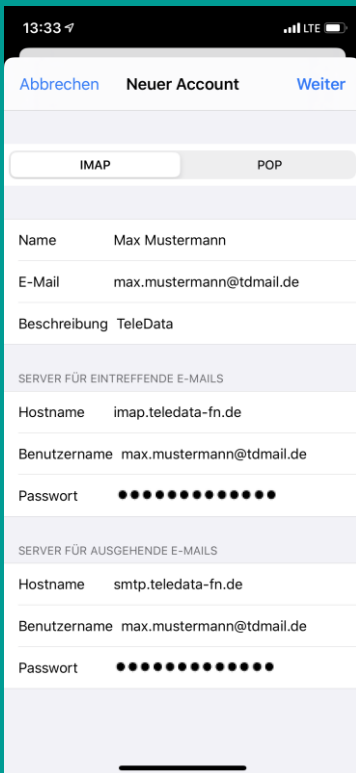 13:33 LTE
Abbrechen Neuer Account Weiter
IMAP POP
Name Max Mustermann
E-Mail max.mustermann@tdmail.de
Beschreibung TeleData
SERVER FÜR EINTREFFENDE E-MAILS
Hostname imap.teledata-fn.de
Benutzername max.mustermann@tdmail.de
Passwort ●●●●●●●●●●●●●
SERVER FÜR AUSGEHENDE E-MAILS
Hostname smtp.teledata-fn.de
Benutzername max.mustermann@tdmail.de
Passwort ●●●●●●●●●●●●●